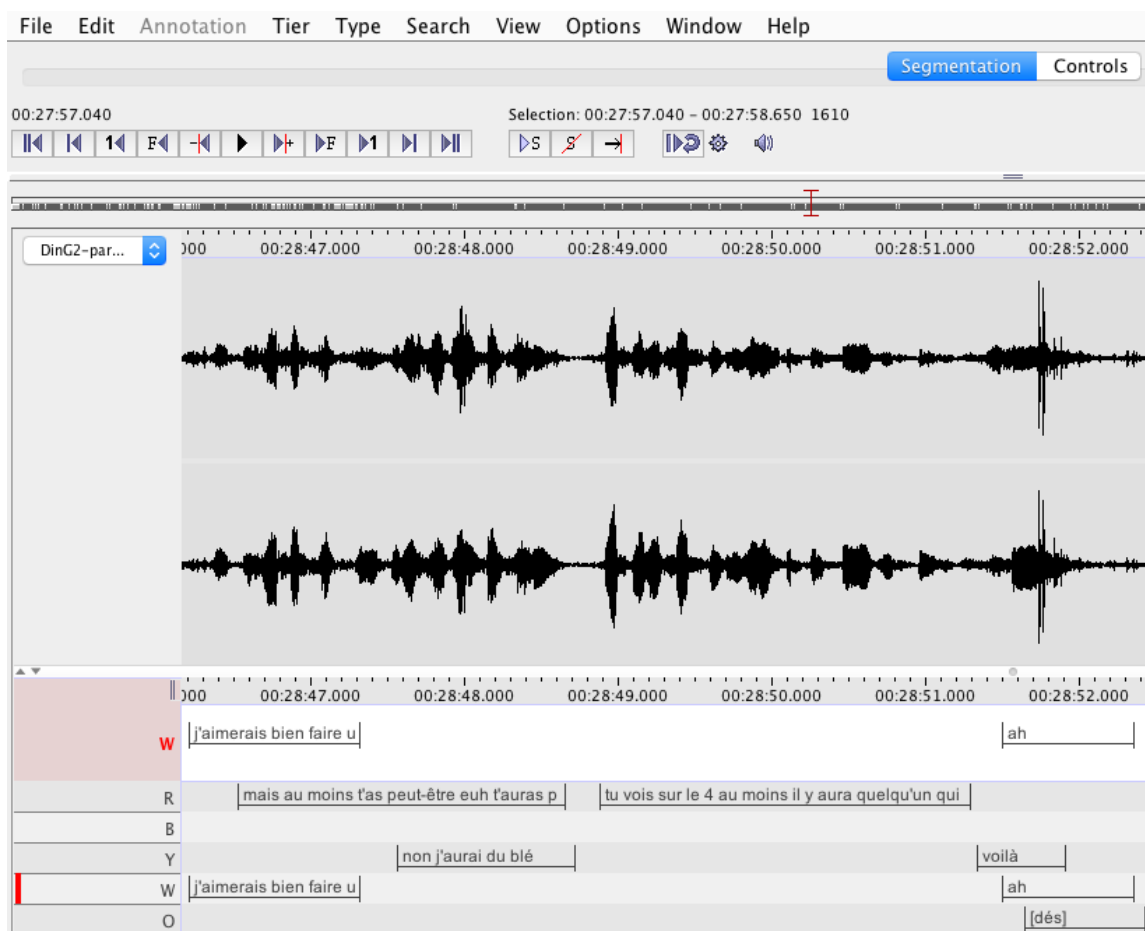 File Edit Annotation Tier Type Search View Options Window Help
Segmentation Controls
00:27:57.040 Selection: 00:27:57.040 - 00:27:58.650 1610
1 F - + F 1 S S
DinG2-par... 000 00:28:47.000 00:28:48.000 00:28:49.000 00:28:50.000 00:28:51.000 00:28:52.000
000 00:28:47.000 00:28:48.000 00:28:49.000 00:28:50.000 00:28:51.000 00:28:52.000
W j'aimerais bien faire u ah
R mais au moins t'as peut-être euh t'auras p tu vois sur le 4 au moins il y aura quelqu'un qui
B
Y non j'aurai du blé voilà
W j'aimerais bien faire u ah
O [dés]